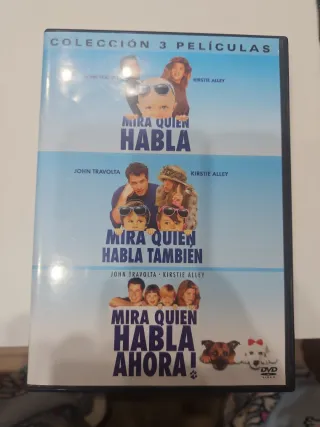 COLECCIÓN 3 PELÍCULAS
KIRSTIE ALLEY
MIRA QUIEN
HABLA
JOHN TRAVOLTA KIRSTIE ALLEY
MIRA QUIEN
HABLA TAMBIÉN
JOHN TRAVOLTA - KIRSTIE ALLEY
MIRA QUIEN
HABLA
AHORA!
DVD
VIDEO